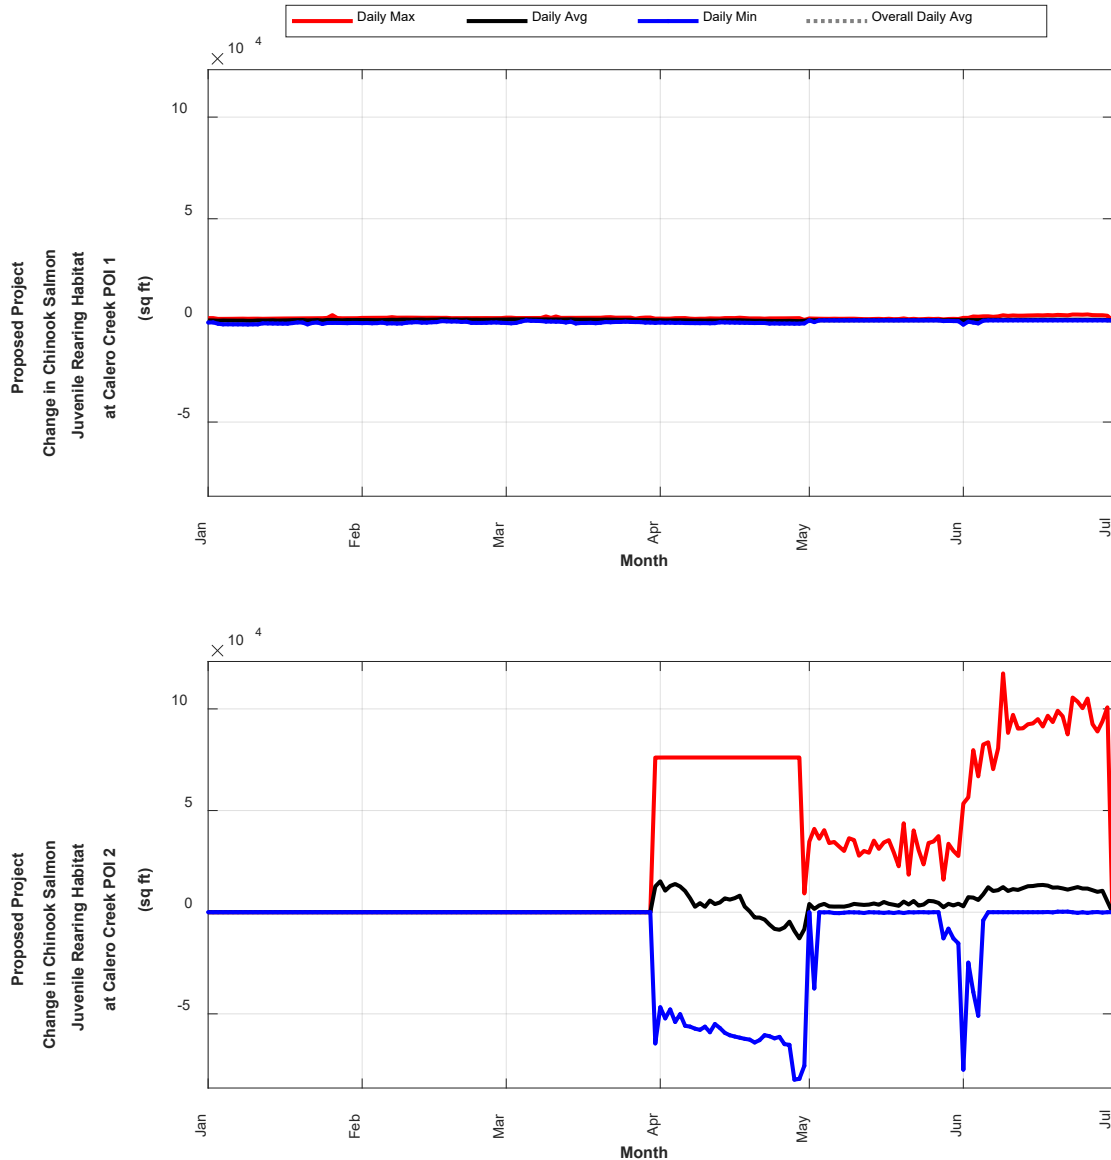 Daily Max Daily Avg Daily Min Overall Daily Avg
× 10 4
10
5
0
-5
Proposed Project
Change in Chinook Salmon
Juvenile Rearing Habitat
at Calero Creek POI 1
(sq ft)
Jan Feb Mar Apr May Jun Jul
Month
× 10 4
10
5
0
-5
Proposed Project
Change in Chinook Salmon
Juvenile Rearing Habitat
at Calero Creek POI 2
(sq ft)
Jan Feb Mar Apr May Jun Jul
Month